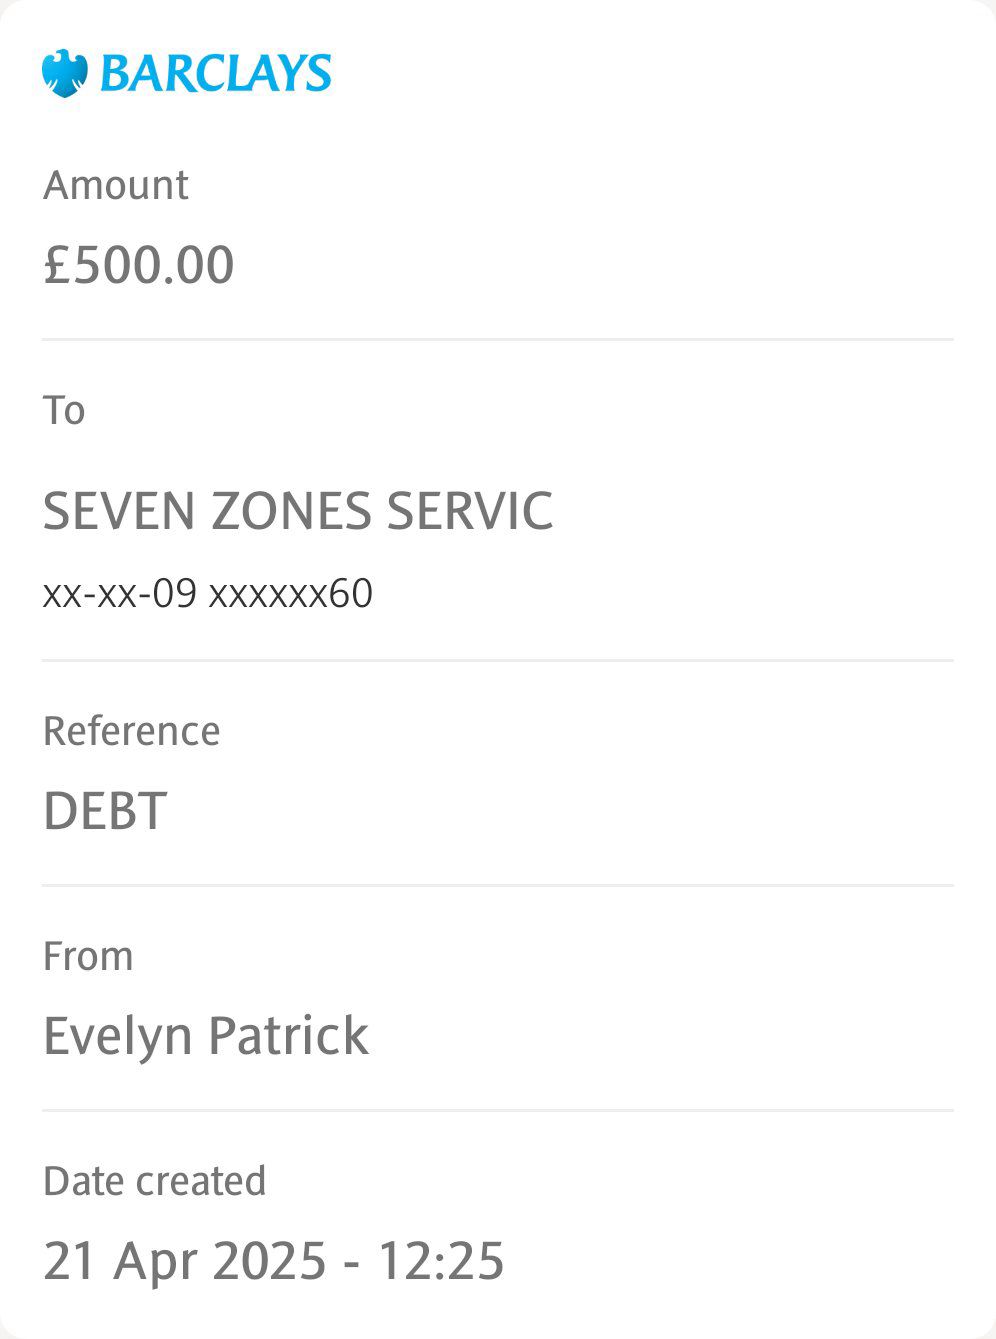 BARCLAYS
Amount
£500.00
To
SEVEN ZONES SERVIC
xx-xx-09 xxxxxx60
Reference
DEBT
From
Evelyn Patrick
Date created
21 Apr 2025 - 12:25